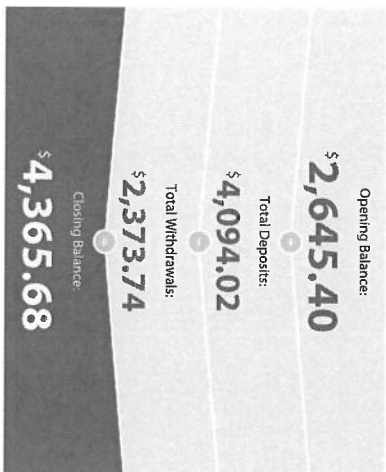 Opening Balance:
$2,645.40
Total Deposits:
$4,094.02
Total Withdrawals:
$2,373.74
Closing Balance:
$4,365.68